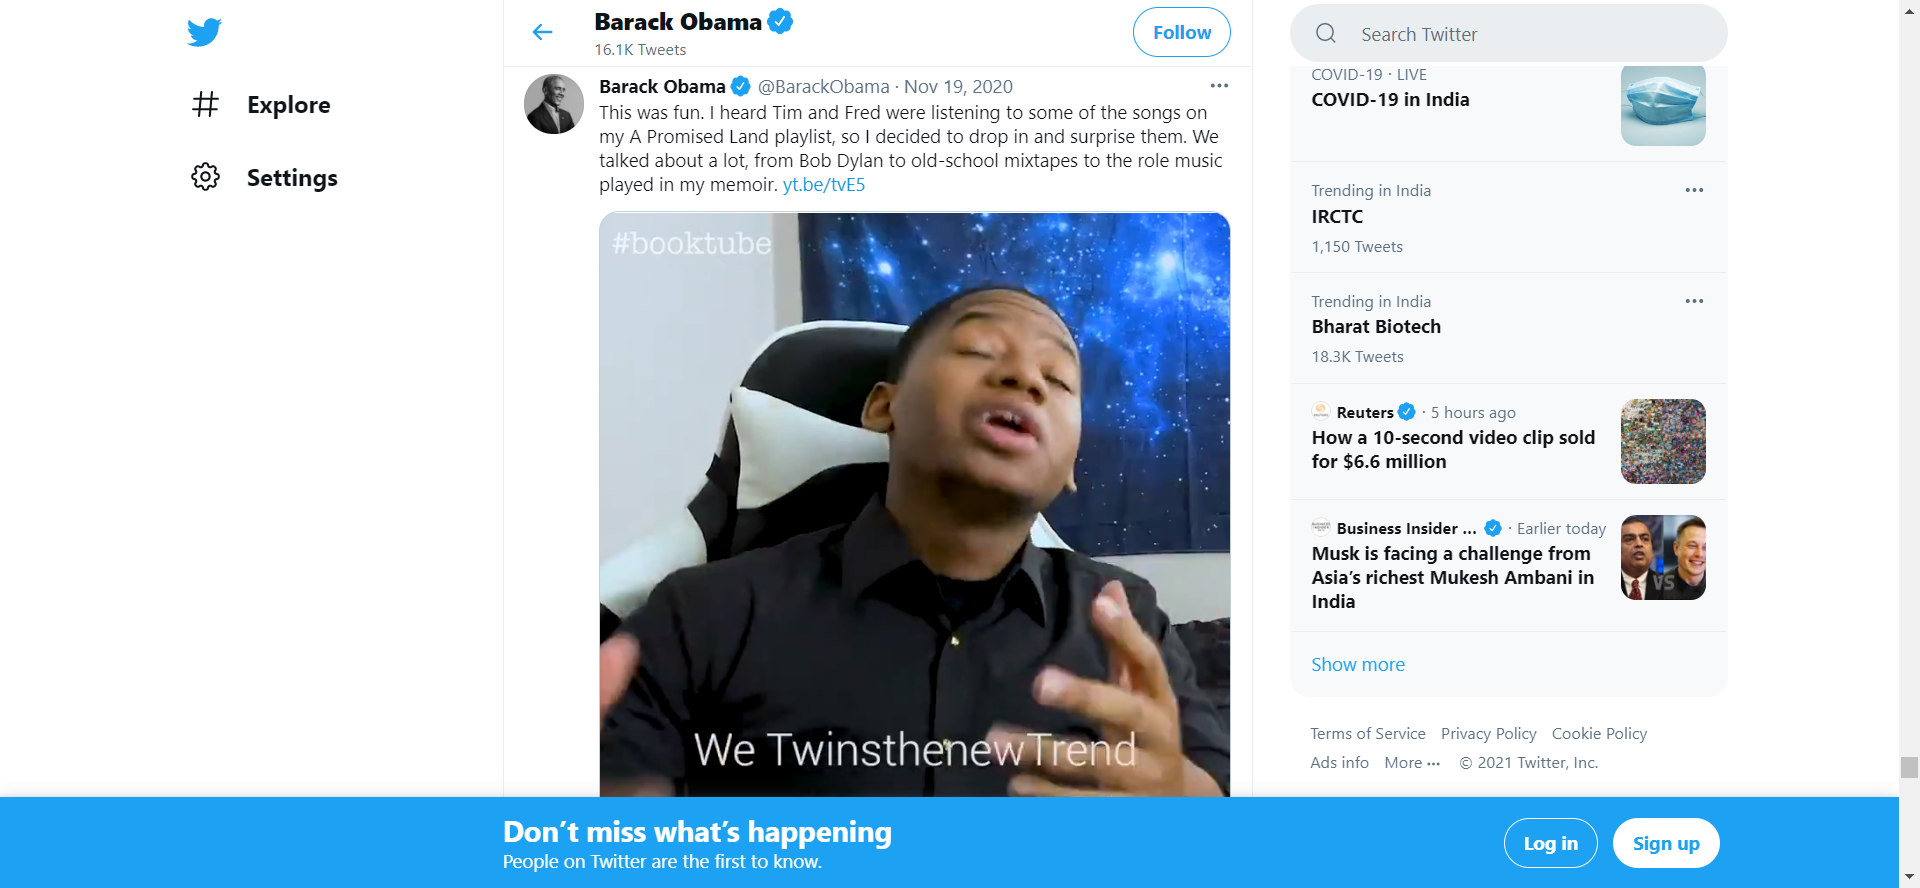 Explore
Settings
Barack Obama
16.1K Tweets
Follow
Barack Obama @BarackObama · Nov 19, 2020
This was fun. I heard Tim and Fred were listening to some of the songs on
my A Promised Land playlist, so I decided to drop in and surprise them. We
talked about a lot, from Bob Dylan to old-school mixtapes to the role music
played in my memoir. yt.be/tvE5
#booktube
We TwinsthenewTrend
Search Twitter
COVID-19 · LIVE
COVID-19 in India
Trending in India
IRCTC
1,150 Tweets
Trending in India
Bharat Biotech
18.3K Tweets
Reuters · 5 hours ago
How a 10-second video clip sold
for $6.6 million
Business Insider ... · Earlier today
Musk is facing a challenge from
Asia’s richest Mukesh Ambani in
India
VS
Show more
Terms of Service Privacy Policy Cookie Policy
Ads info More ··· © 2021 Twitter, Inc.
Don’t miss what’s happening
People on Twitter are the first to know.
Log in
Sign up